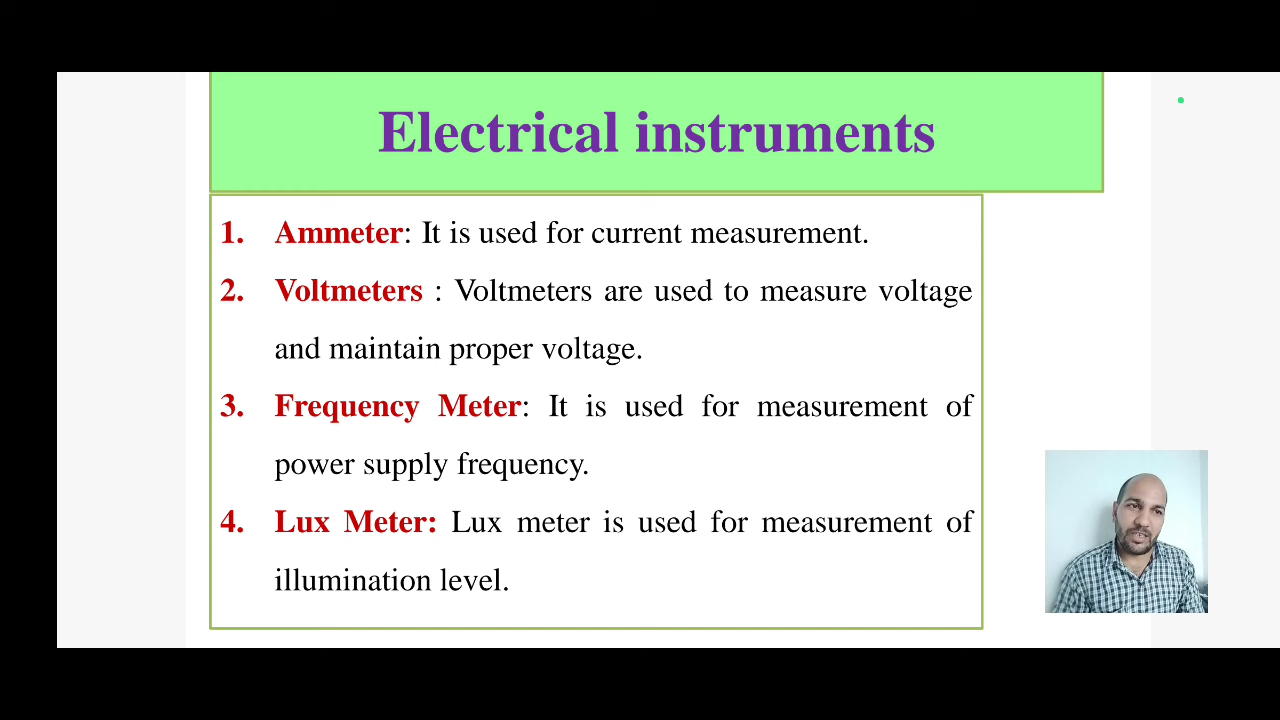 Electrical instruments
1. Ammeter: It is used for current measurement.
2. Voltmeters : Voltmeters are used to measure voltage
and maintain proper voltage.
3. Frequency Meter: It is used for measurement of
power supply frequency.
4. Lux Meter: Lux meter is used for measurement of
illumination level.